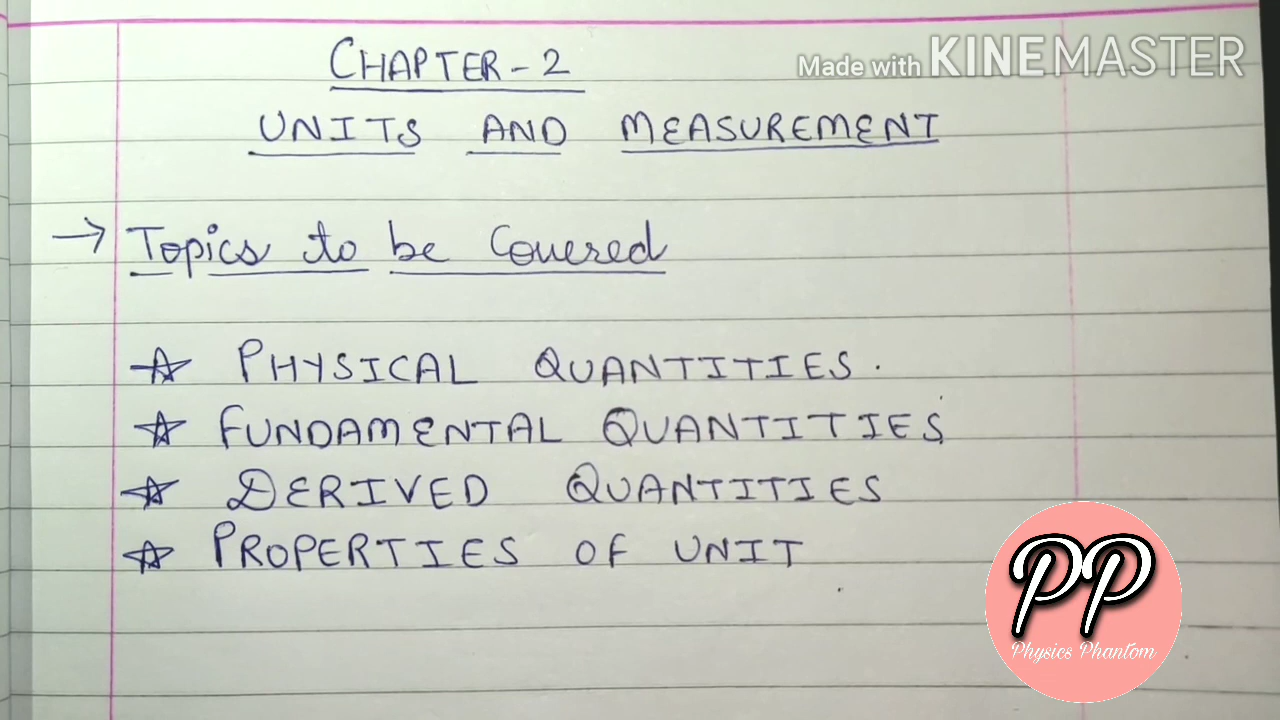 CHAPTER-2
Made with KINEMASTER
UNITS AND MEASUREMENT
→ Topics to be Covered
☆ PHYSICAL QUANTITIES.
☆ FUNDAMENTAL QUANTITIES
☆ DERIVED QUANTITIES
☆ PROPERTIES OF UNIT
PP
Physics Phantom